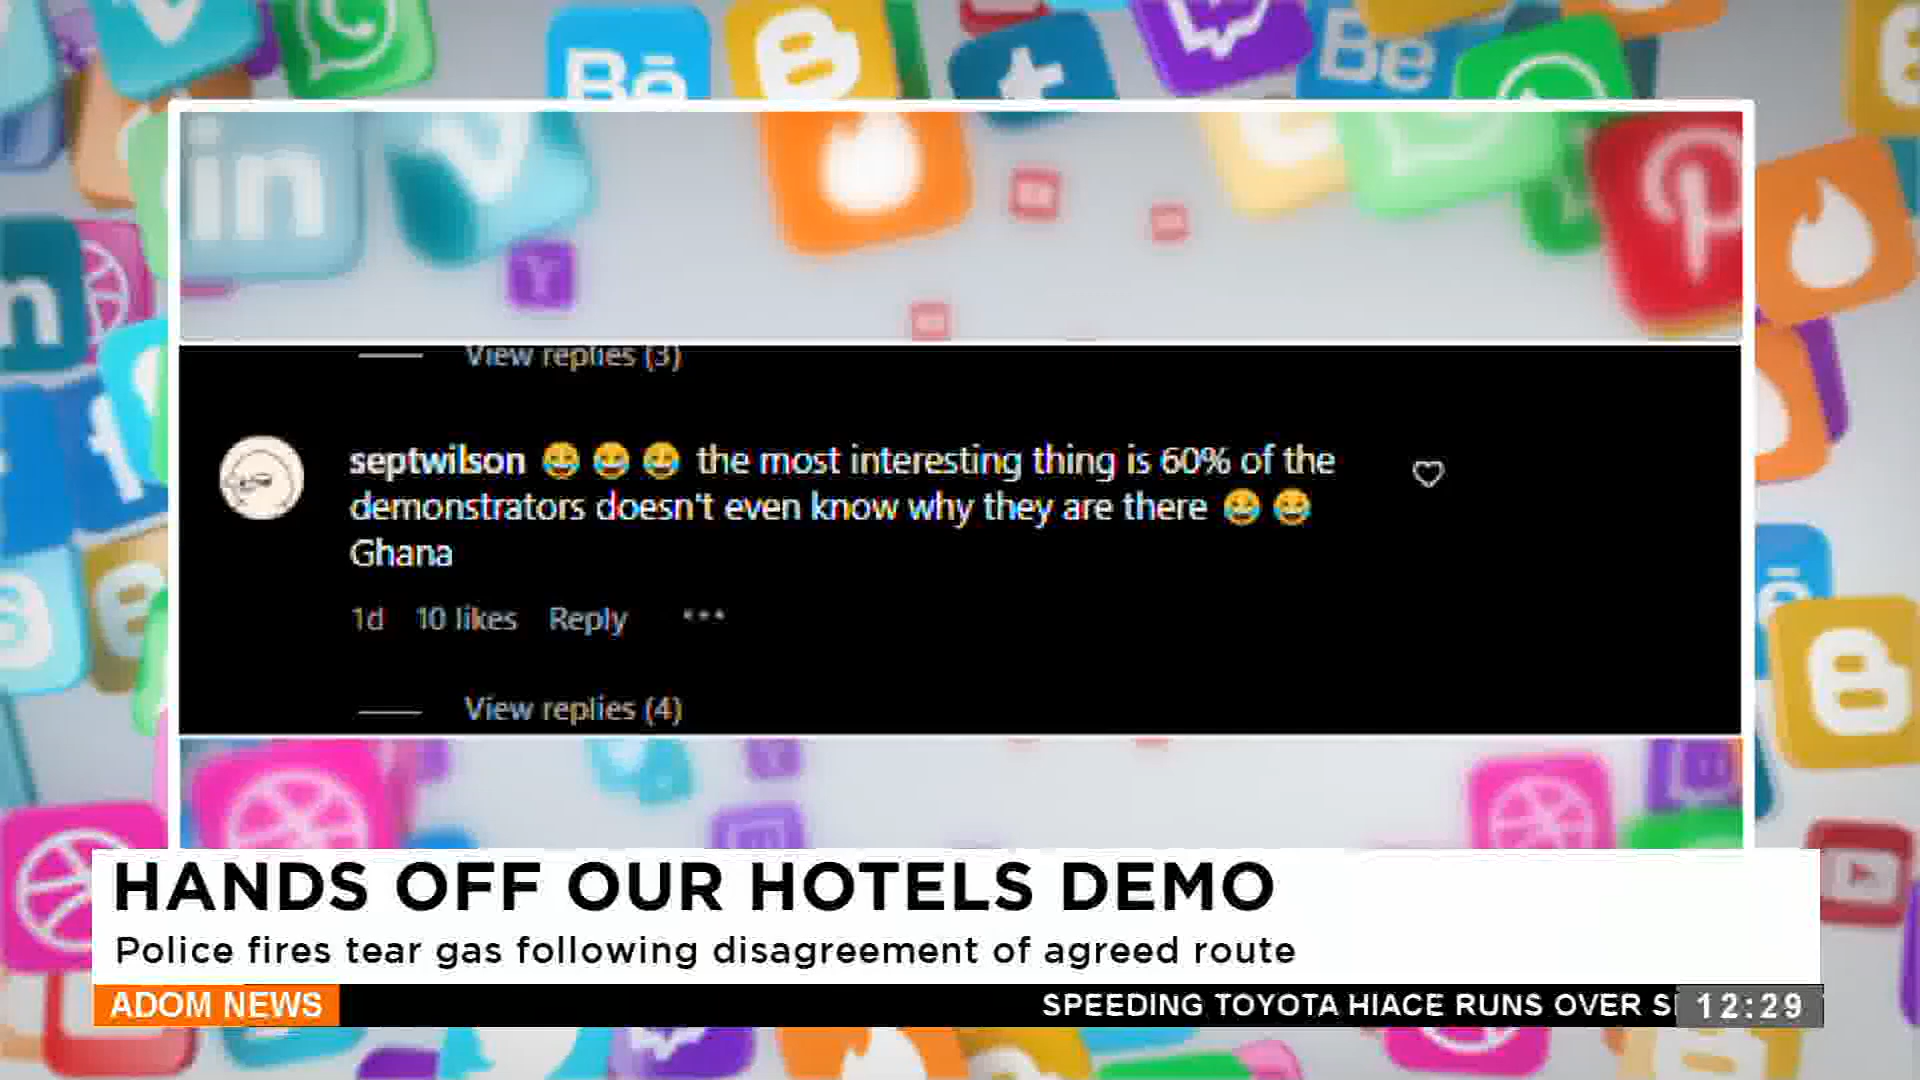 View replies (3)
septwilson 😂 😂 😂 the most interesting thing is 60% of the
demonstrators doesn't even know why they are there 😂 😂
Ghana
1d 10 likes Reply ...
View replies (4)
HANDS OFF OUR HOTELS DEMO
Police fires tear gas following disagreement of agreed route
ADOM NEWS SPEEDING TOYOTA HIACE RUNS OVER 12:29